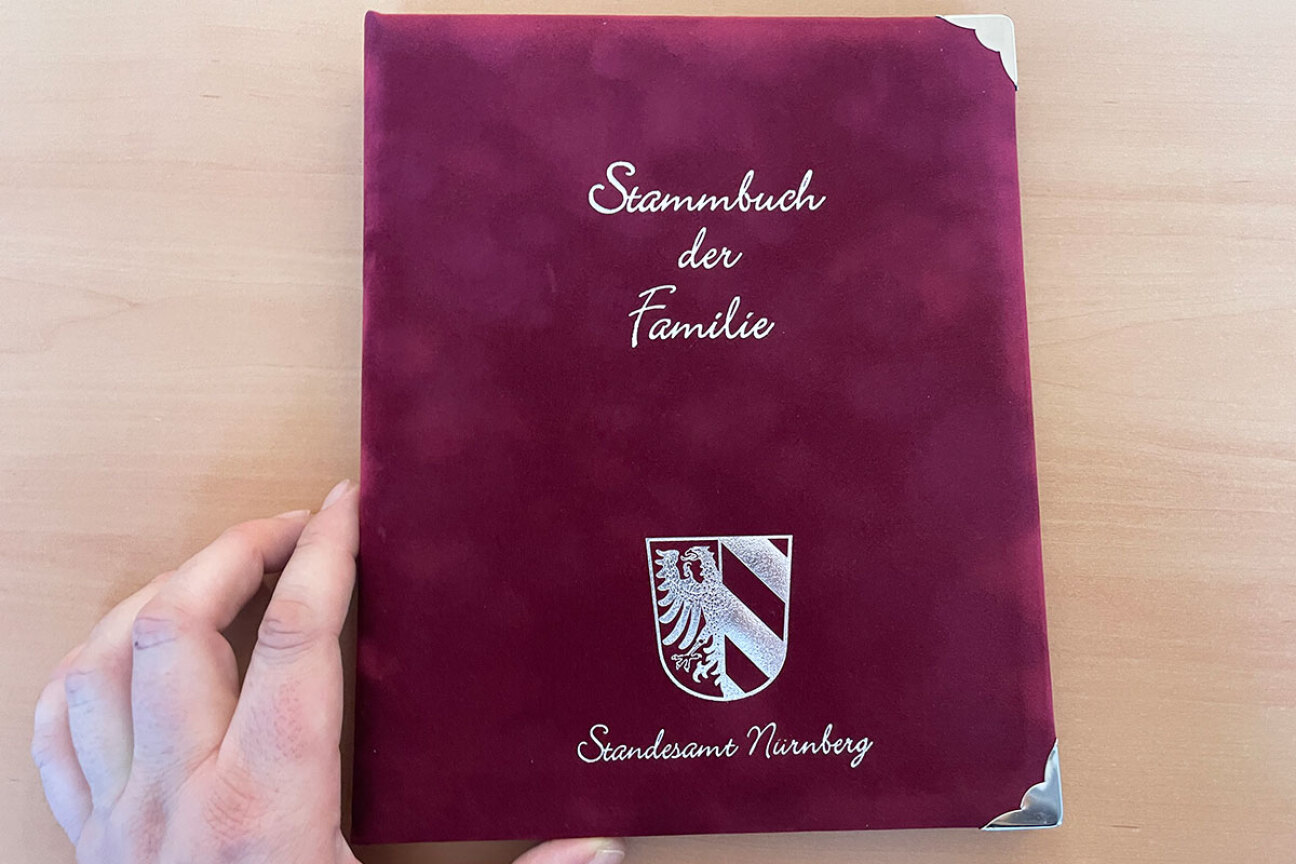 Stammbuch
der
Familie
Standesamt Nürnberg